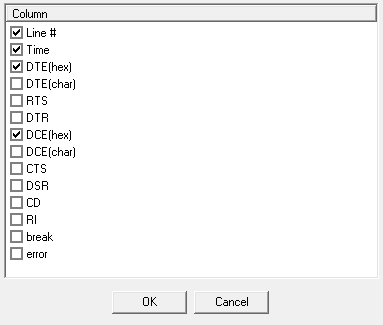 Column
Line #
Time
DTE(hex)
DTE(char)
RTS
DTR
DCE(hex)
DCE(char)
CTS
DSR
CD
RI
break
error
OK Cancel